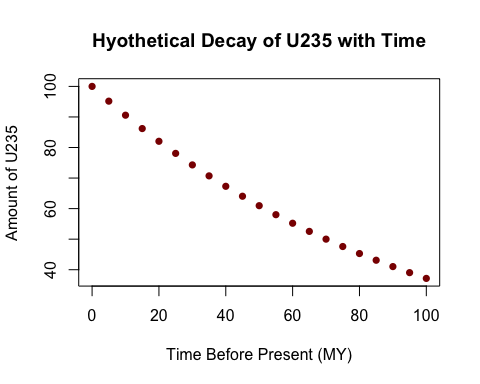 Hyothetical Decay of U235 with Time
Amount of U235
100
80
60
40
0 20 40 60 80 100
Time Before Present (MY)